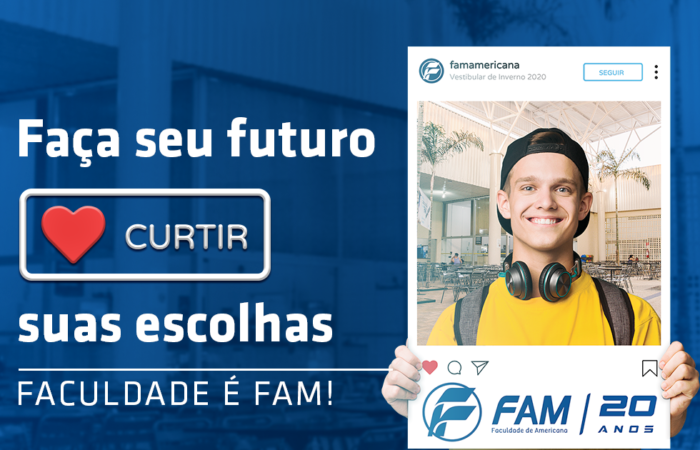 Faça seu futuro
CURTIR
suas escolhas
FACULDADE É FAM!
famamericana
Vestibular de Inverno 2020
SEGUIR
FAM | 20
Faculdade de Americana
ANOS